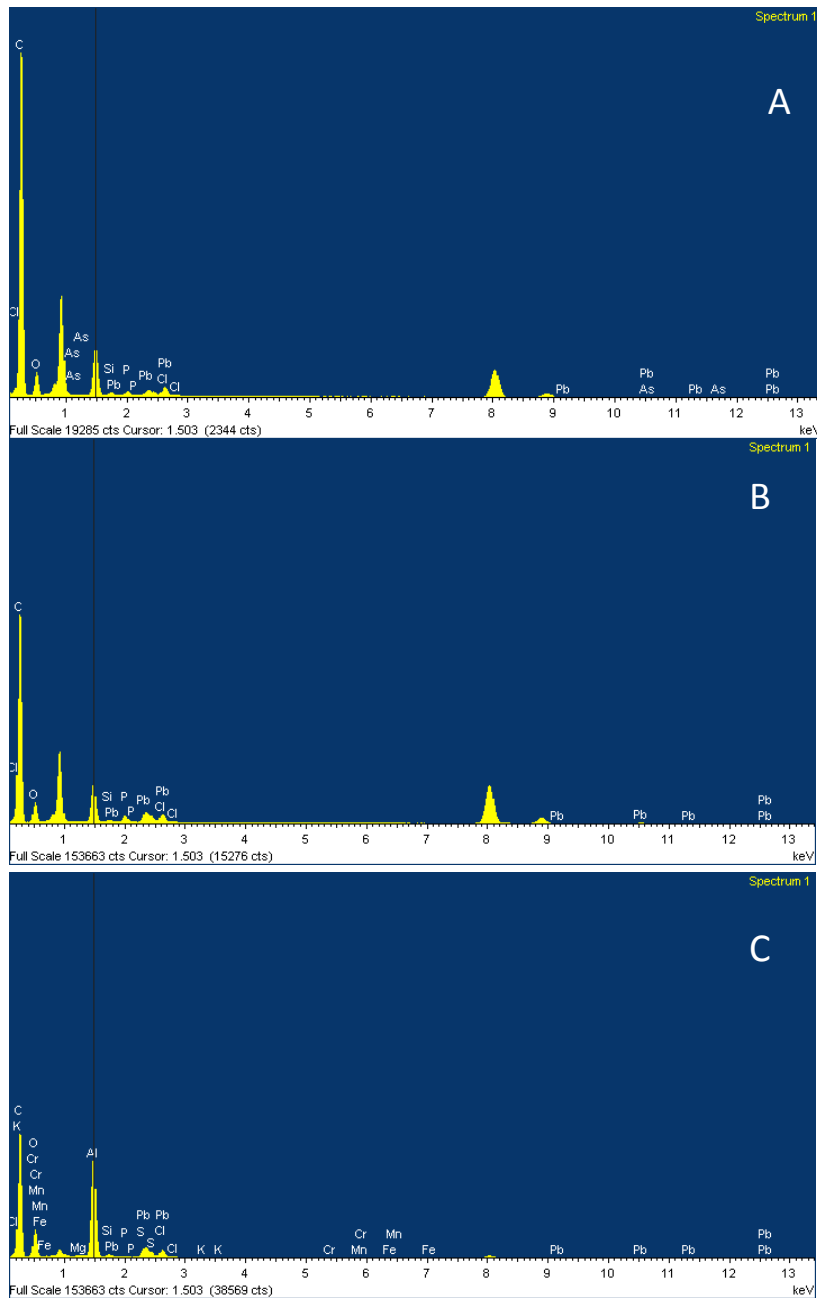 Spectrum 1
C
A
Cl
As
As
O
As
Si P Pb Pb
Cl
Pb P Cl
Pb
As
Pb Pb As
Pb
Pb
1 2 3 4 5 6 7 8 9 10 11 12 13
Full Scale 19285 cts Cursor: 1.503 (2344 cts) keV
Spectrum 1
B
C
Cl
O
Si P Pb Pb
Cl
Pb P Cl
Pb Pb Pb
Pb
Pb
1 2 3 4 5 6 7 8 9 10 11 12 13
Full Scale 153663 cts Cursor: 1.503 (15276 cts) keV
Spectrum 1
C
C
K
O
Cr
Cr
Mn
Mn
Fe
Fe
Cl
Al
Mg
Si P Pb Pb
S Cl
Pb P S Cl
K K
Cr Mn
Cr Mn Fe Fe
Pb Pb Pb
Pb
Pb
1 2 3 4 5 6 7 8 9 10 11 12 13
Full Scale 153663 cts Cursor: 1.503 (38569 cts) keV